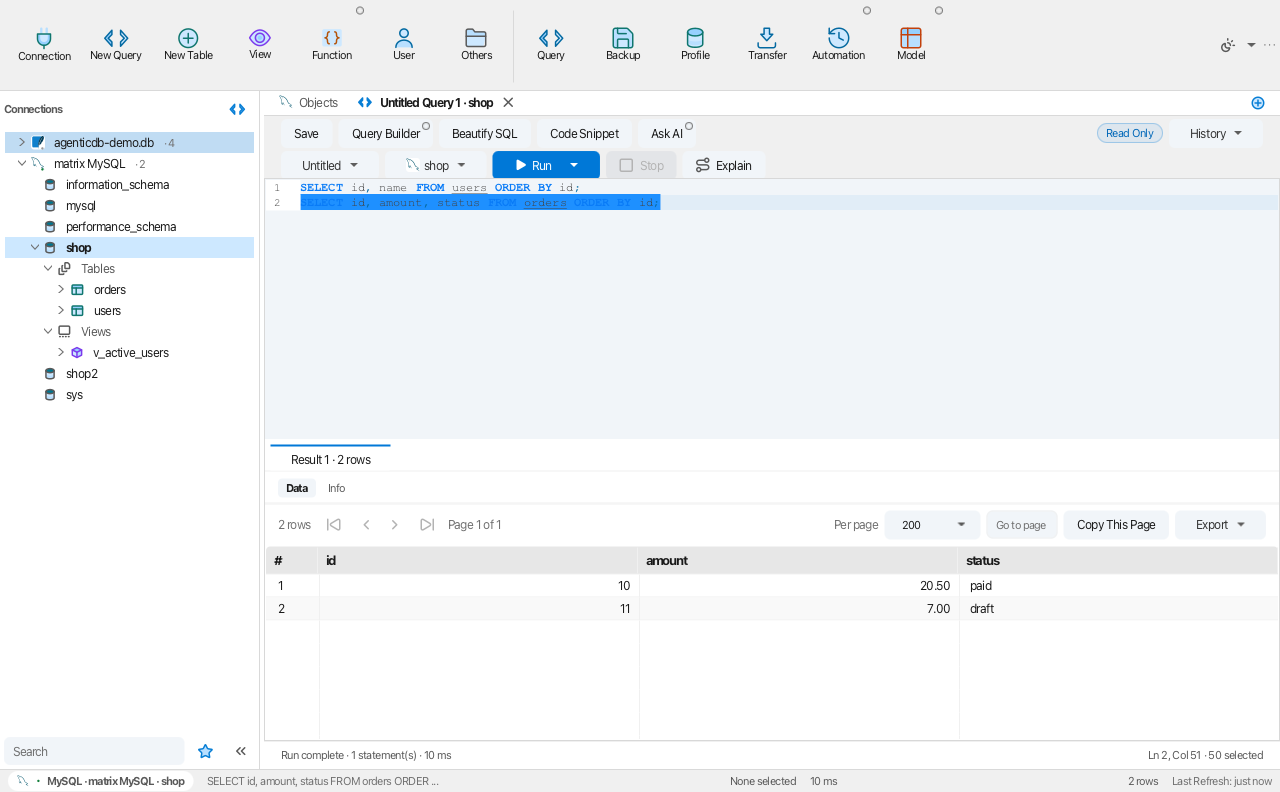 Connection
New Query
New Table
View
Function
User
Others
Query
Backup
Profile
Transfer
Automation
Model
Connections
agenticdb-demo.db · 4
matrix MySQL · 2
information_schema
mysql
performance_schema
shop
Tables
orders
users
Views
v_active_users
shop2
sys
Search
Objects
Untitled Query 1 · shop
Save
Query Builder
Beautify SQL
Code Snippet
Ask AI
Read Only
History
Untitled
shop
Run
Stop
Explain
1 SELECT id, name FROM users ORDER BY id;
2 SELECT id, amount, status FROM orders ORDER BY id;
Result 1 · 2 rows
Data Info
2 rows
Page 1 of 1
Per page 200
Go to page
Copy This Page
Export
# id amount status
1 10 20.50 paid
2 11 7.00 draft
Run complete · 1 statement(s) · 10 ms
Ln 2, Col 51 · 50 selected
MySQL · matrix MySQL · shop
SELECT id, amount, status FROM orders ORDER ...
None selected
10 ms
2 rows
Last Refresh: just now